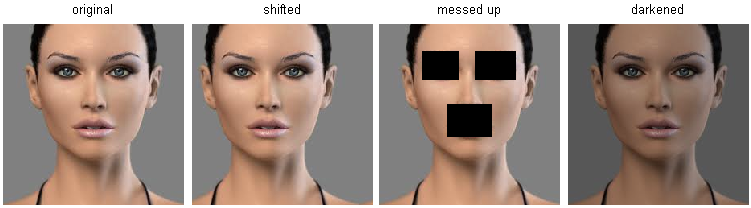 original
shifted
messed up
darkened